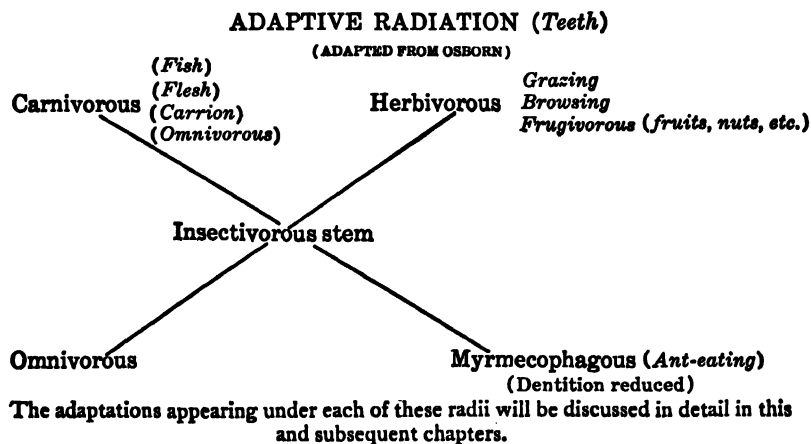 ADAPTIVE RADIATION (Teeth)
(ADAPTED FROM OSBORN)
Carnivorous
(Fish)
(Flesh)
(Carrion)
(Omnivorous)
Herbivorous
Grazing
Browsing
Frugivorous (fruits, nuts, etc.)
Insectivorous stem
Omnivorous
Myrmecophagous (Ant-eating)
(Dentition reduced)
The adaptations appearing under each of these radii will be discussed in detail in this
and subsequent chapters.